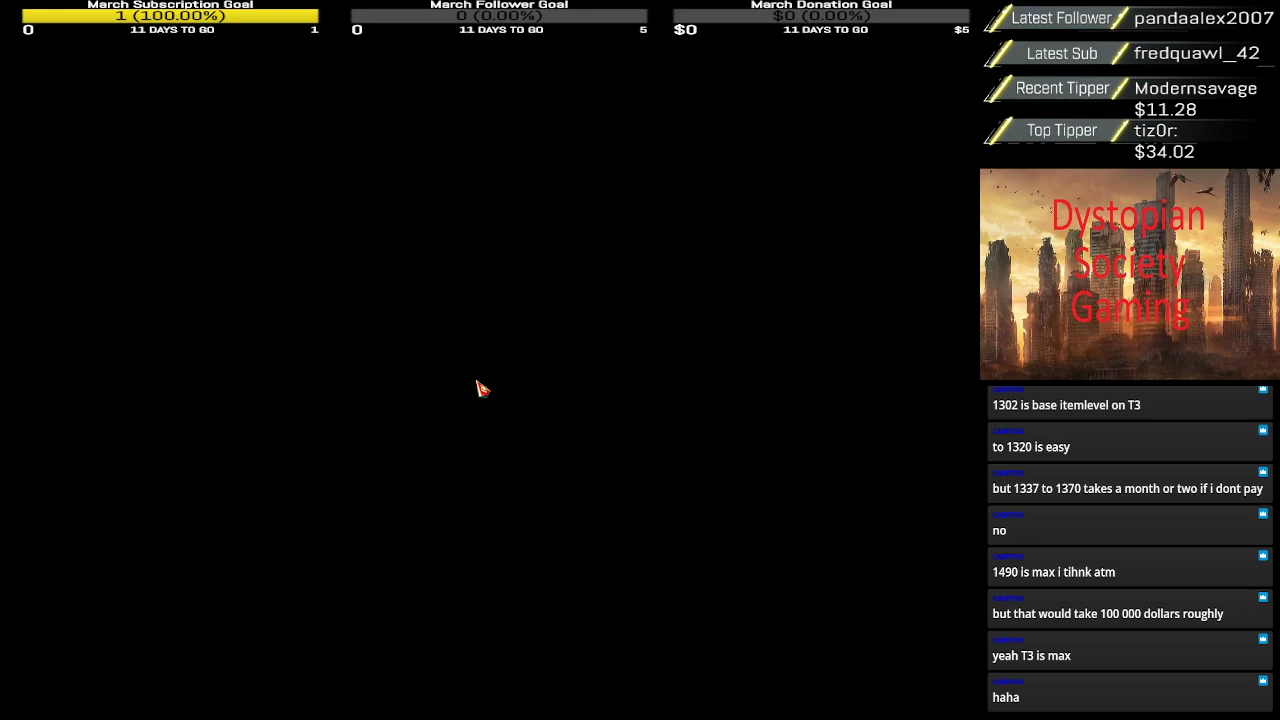 March Subscription Goal
1 (100.00%)
0 11 DAYS TO GO 1
March Follower Goal
0 (0.00%)
0 11 DAYS TO GO 5
March Donation Goal
$0 (0.00%)
$0 11 DAYS TO GO $5
Latest Follower pandaalex2007
Latest Sub fredquawl_42
Recent Tipper Modernsavage
$11.28
Top Tipper tiz0r:
$34.02
Dystopian
Society
Gaming
1302 is base itemlevel on T3
to 1320 is easy
but 1337 to 1370 takes a month or two if i dont pay
no
1490 is max i tihnk atm
but that would take 100 000 dollars roughly
yeah T3 is max
haha